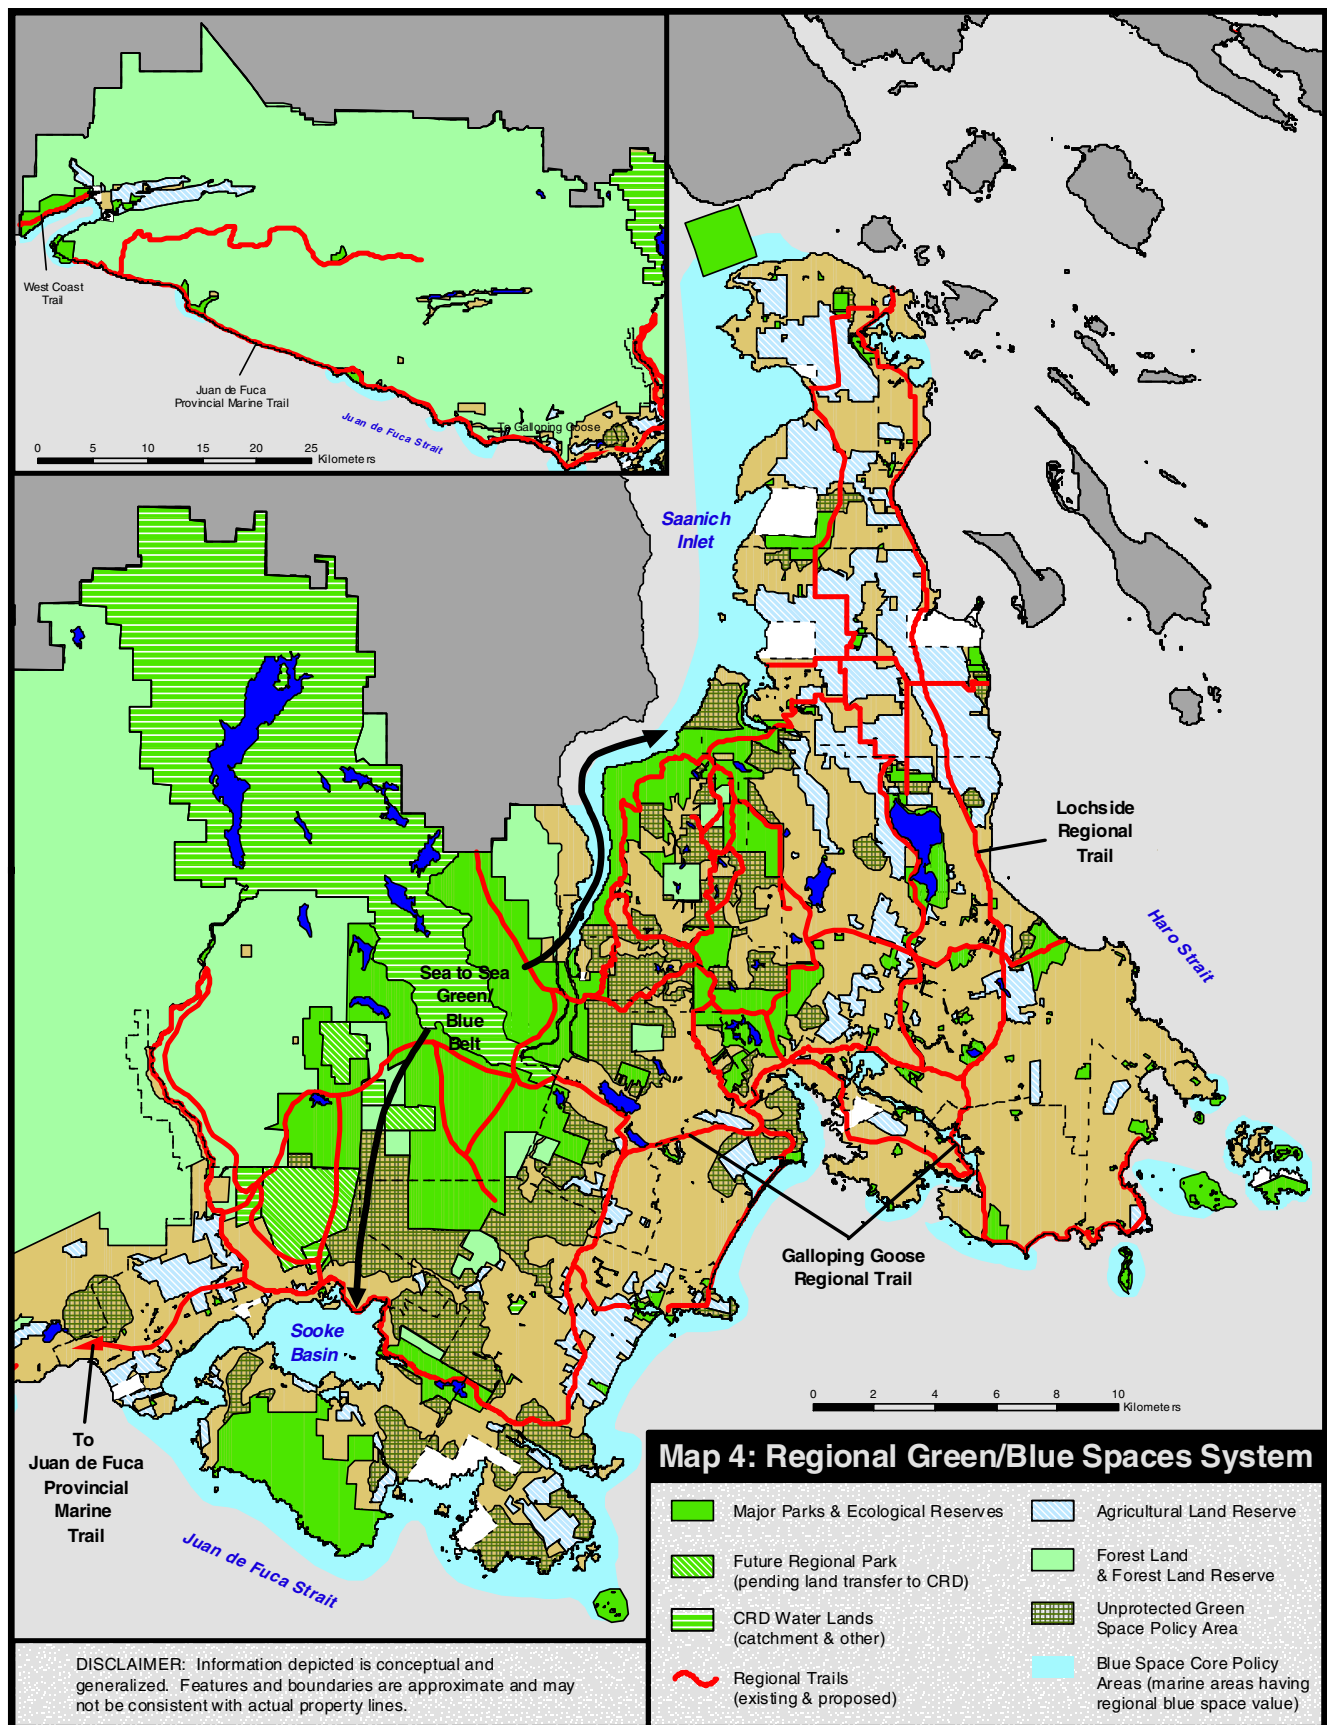 West Coast
Trail
Juan de Fuca
Provincial Marine Trail
Juan de Fuca Strait
To Galloping Goose
0 5 10 15 20 25
Kilometers
Saanich
Inlet
Lochside
Regional
Trail
Haro Strait
Sea to Sea
Green/
Blue
Belt
Galloping Goose
Regional Trail
Sooke
Basin
To
Juan de Fuca
Provincial
Marine
Trail
Juan de Fuca Strait
0 2 4 6 8 10
Kilometers
Map 4: Regional Green/Blue Spaces System
Major Parks & Ecological Reserves
Future Regional Park
(pending land transfer to CRD)
CRD Water Lands
(catchment & other)
Regional Trails
(existing & proposed)
Agricultural Land Reserve
Forest Land
& Forest Land Reserve
Unprotected Green
Space Policy Area
Blue Space Core Policy
Areas (marine areas having
regional blue space value)
DISCLAIMER: Information depicted is conceptual and
generalized. Features and boundaries are approximate and may
not be consistent with actual property lines.